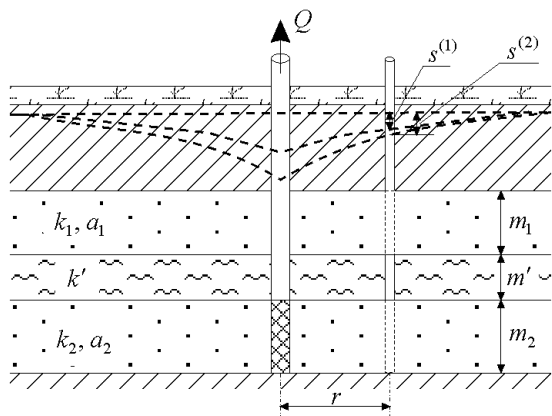 Q
s⁽¹⁾
s⁽²⁾
k₁, a₁
m₁
k'
m'
k₂, a₂
m₂
r